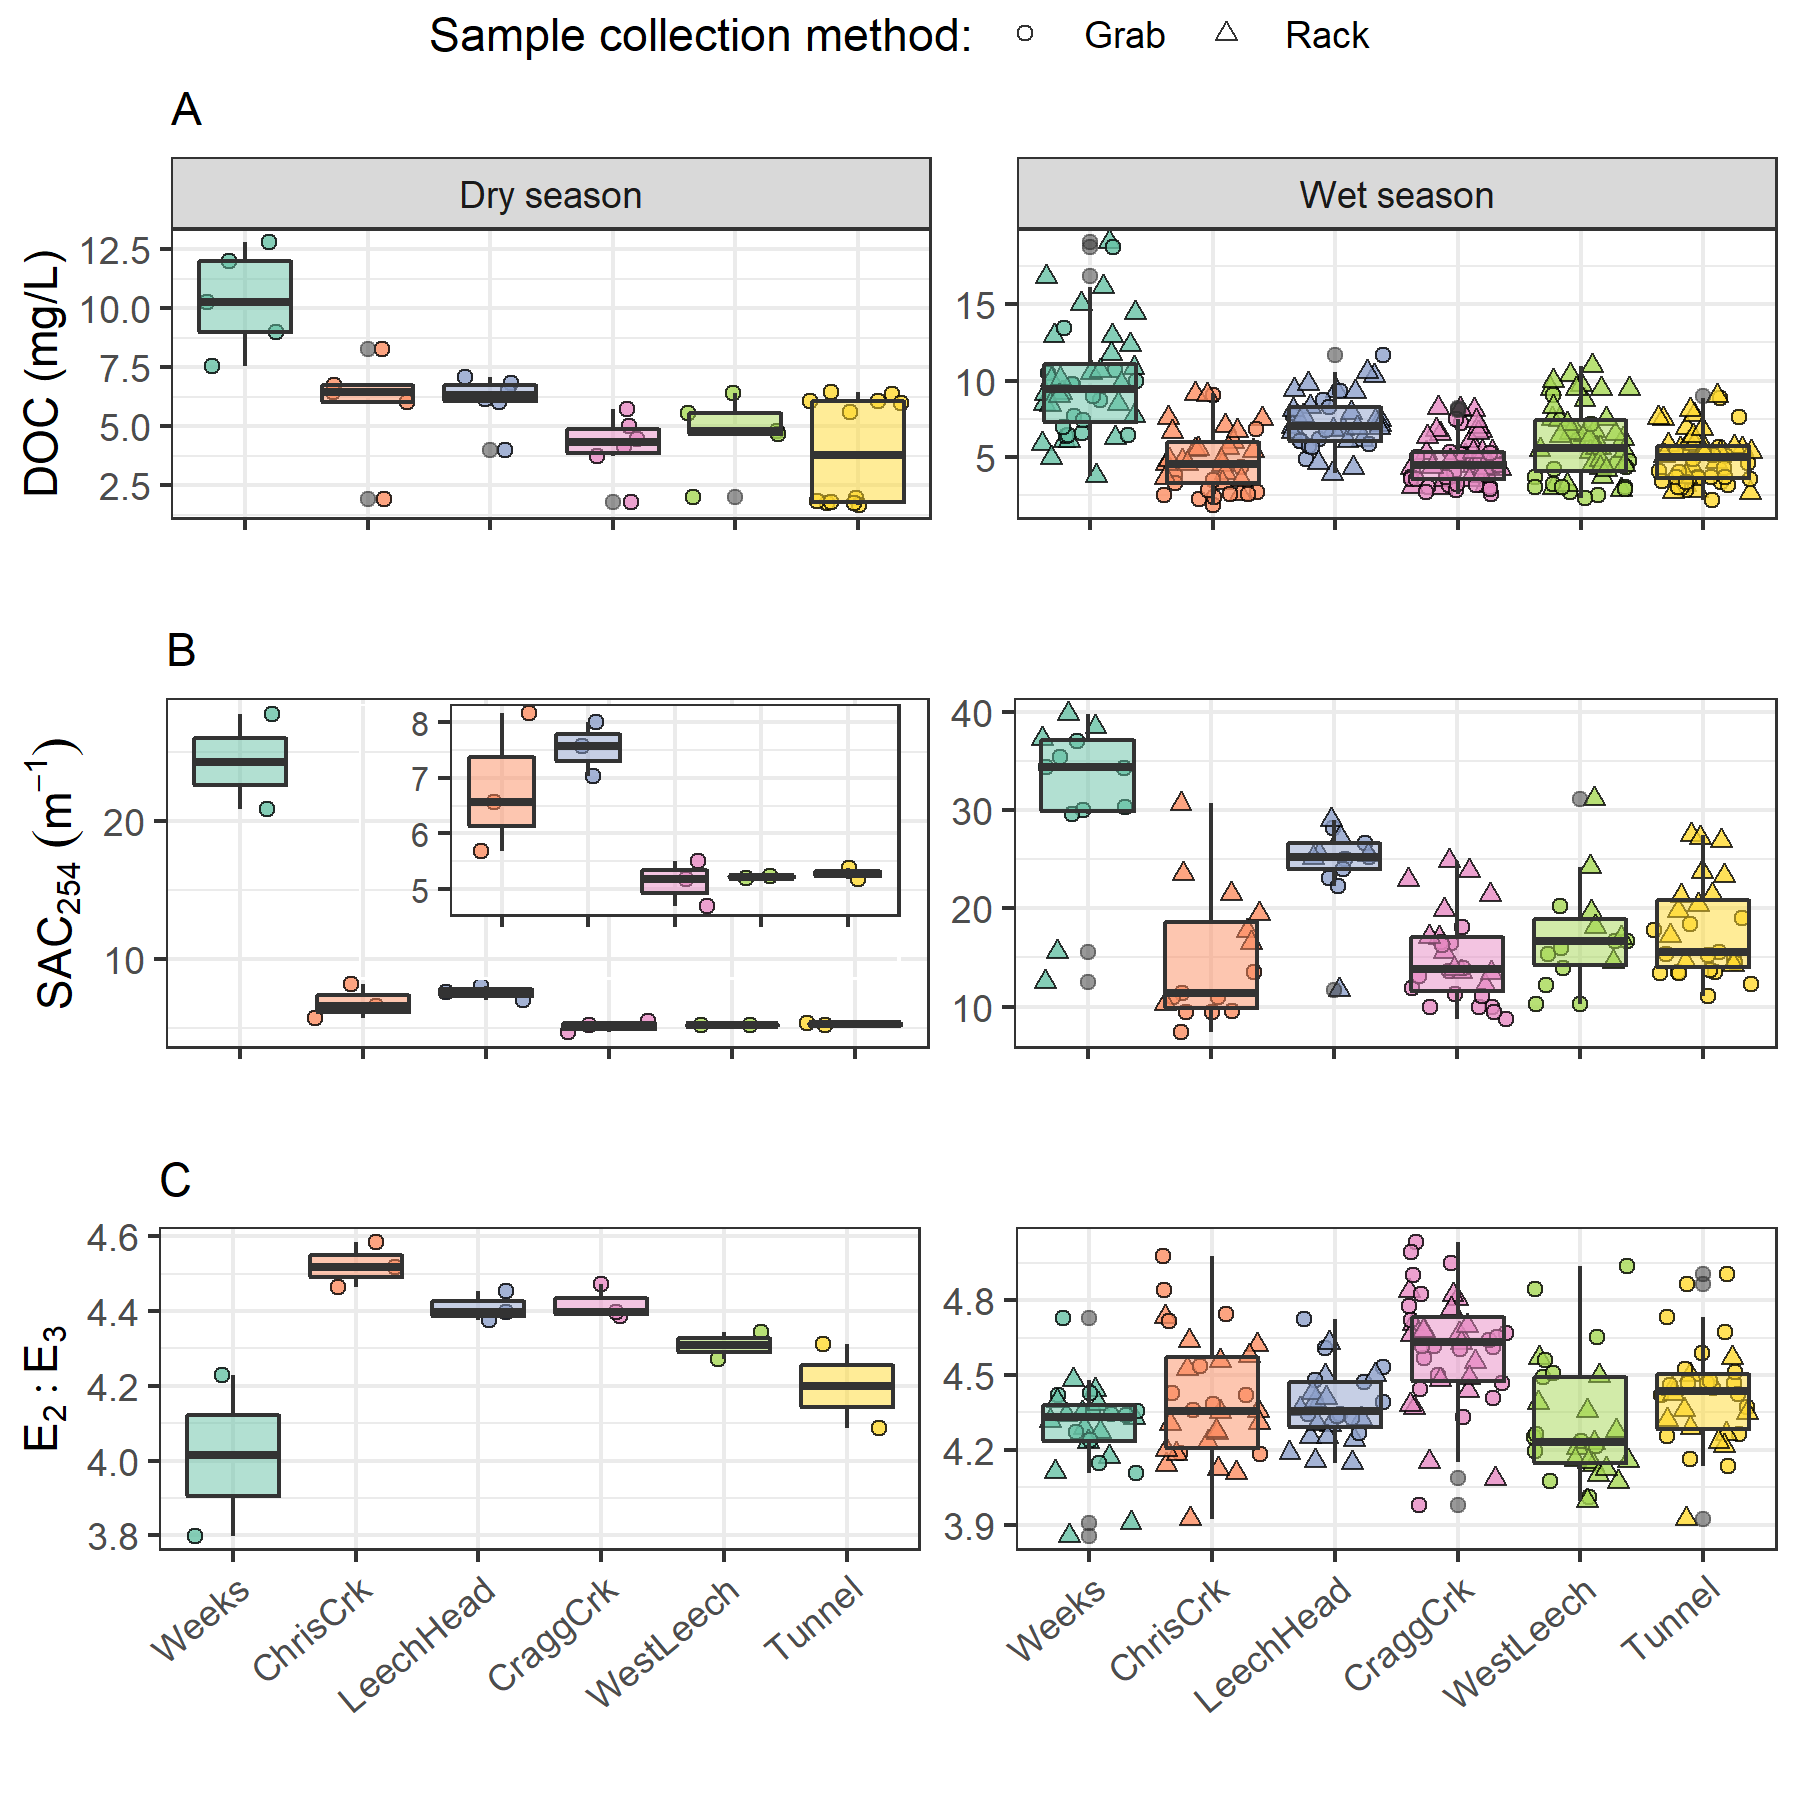 Sample collection method: Grab Rack
A
Dry season Wet season
DOC (mg/L)
12.5
10.0
7.5
5.0
2.5
15
10
5
B
SAC₂₅₄ (m⁻¹)
20
10
8
7
6
5
40
30
20
10
C
E₂ : E₃
4.6
4.4
4.2
4.0
3.8
4.8
4.5
4.2
3.9
Weeks ChrisCrk LeechHead CraggCrk WestLeech Tunnel
Weeks ChrisCrk LeechHead CraggCrk WestLeech Tunnel